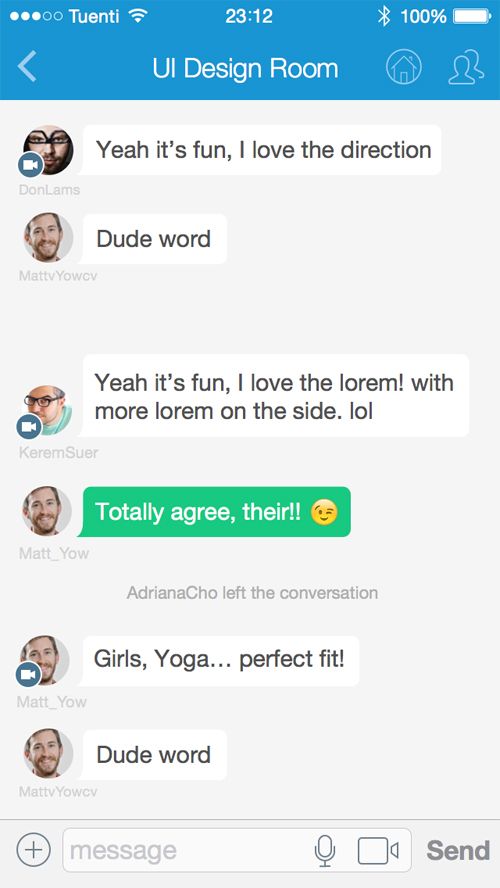 Tuenti 23:12 100%
UI Design Room
Yeah it's fun, I love the direction
DonLams
Dude word
MattvYowcv
Yeah it's fun, I love the lorem! with
more lorem on the side. lol
KeremSuer
Totally agree, their!! 😉
Matt_Yow
AdrianaCho left the conversation
Girls, Yoga... perfect fit!
Matt_Yow
Dude word
MattvYowcv
message
Send